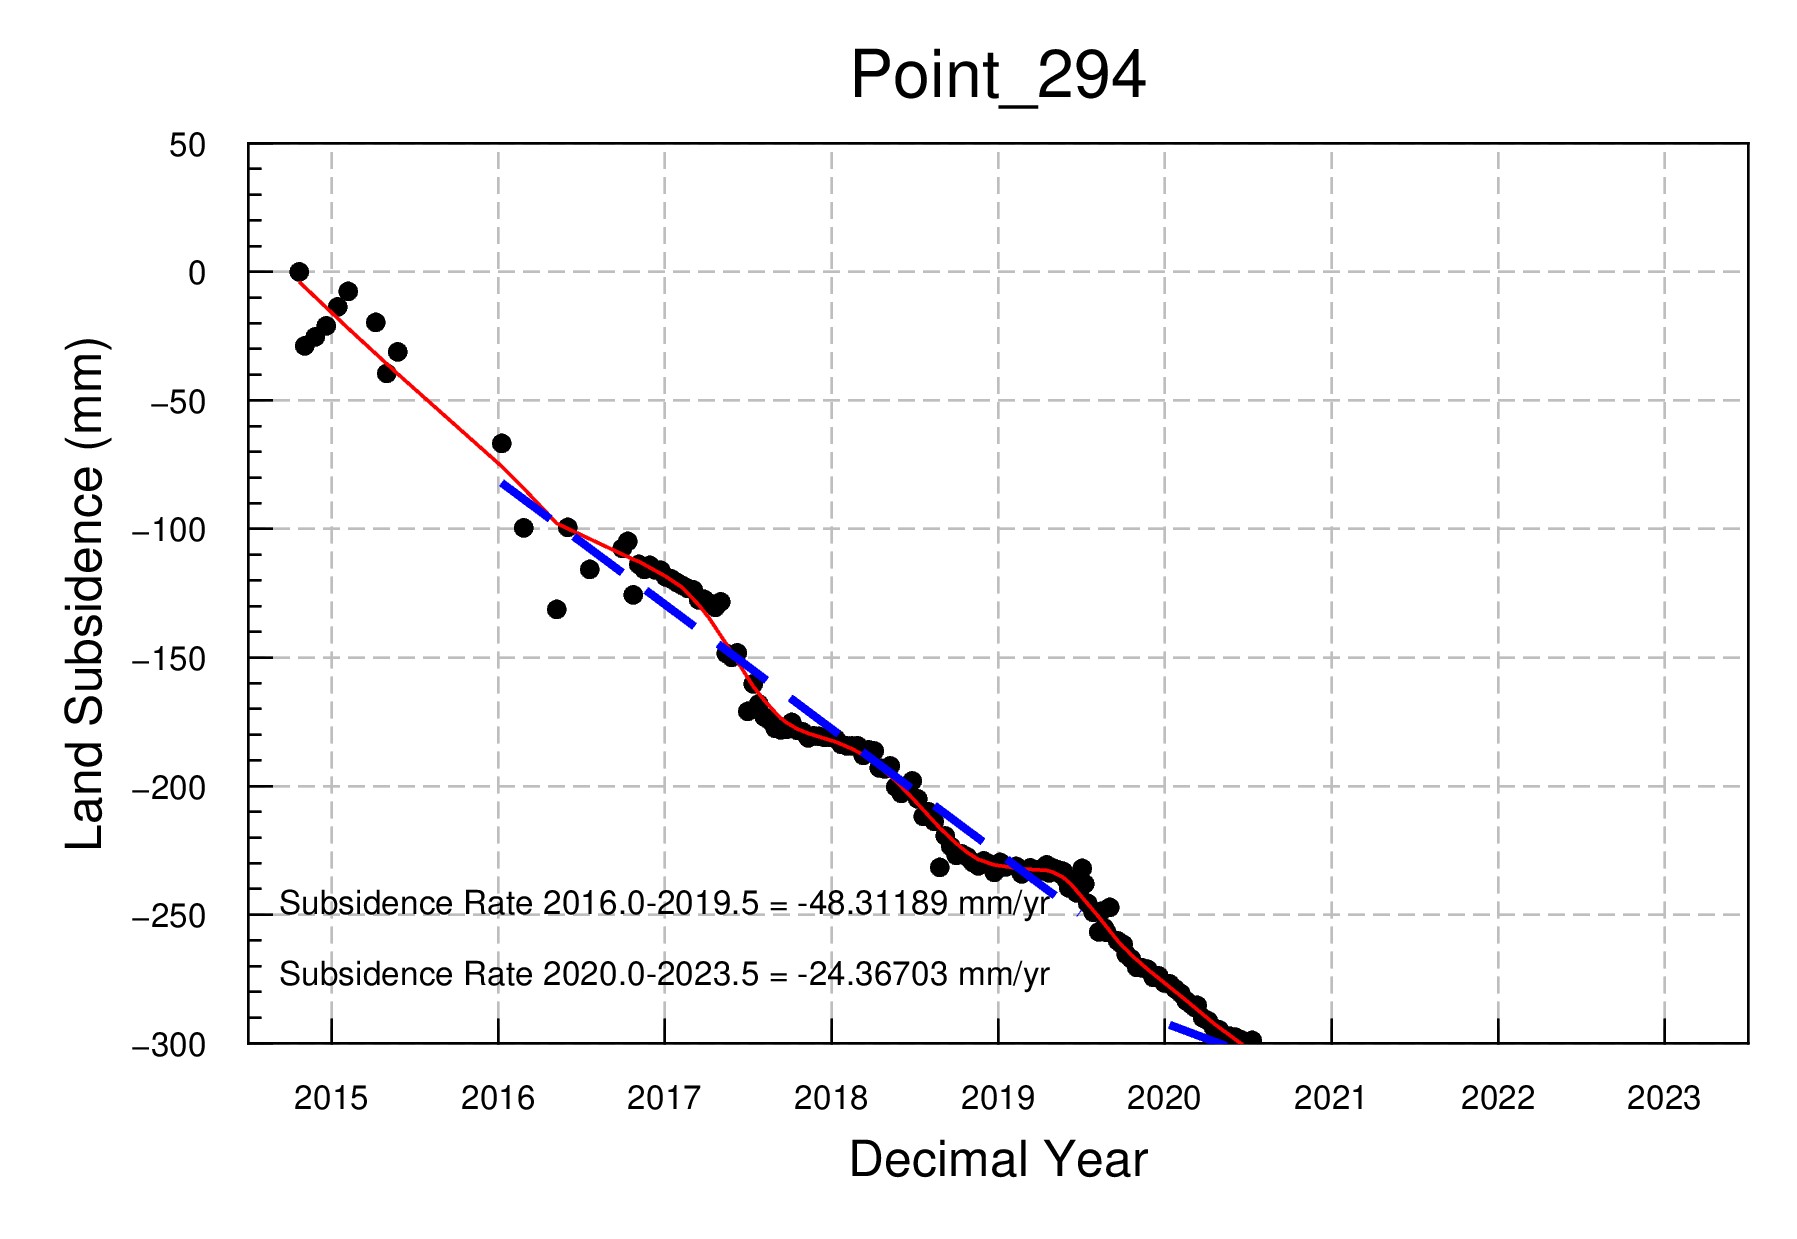 Point_294
50
0
−50
−100
−150
−200
−250
−300
Land Subsidence (mm)
Subsidence Rate 2016.0-2019.5 = -48.31189 mm/yr
Subsidence Rate 2020.0-2023.5 = -24.36703 mm/yr
2015 2016 2017 2018 2019 2020 2021 2022 2023
Decimal Year